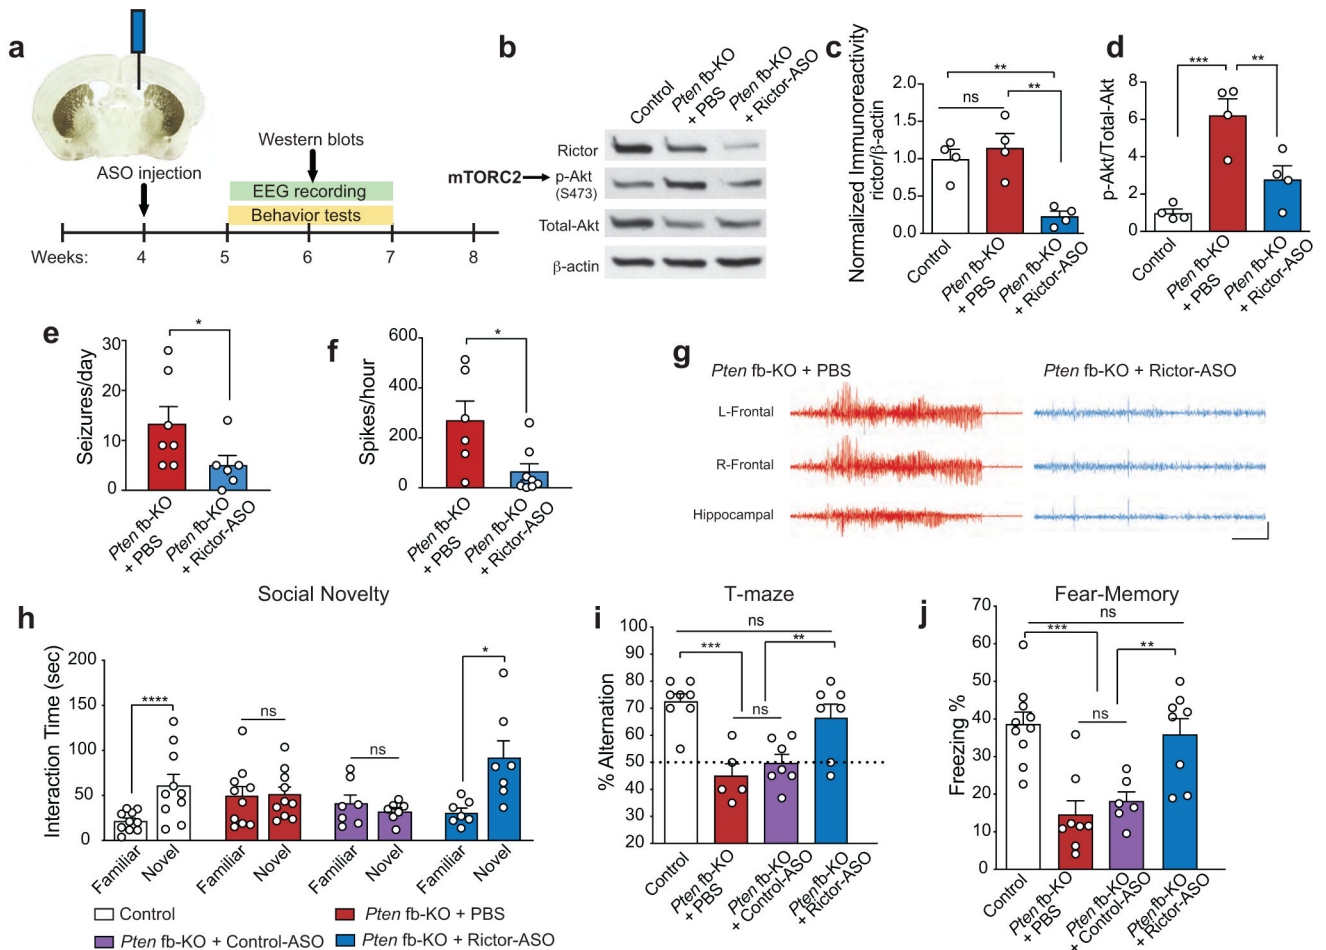 a
ASO injection
Western blots
EEG recording
Behavior tests
Weeks: 4 5 6 7 8
b
Control
Pten fb-KO
+ PBS
Pten fb-KO
+ Rictor-ASO
Rictor
mTORC2
p-Akt
(S473)
Total-Akt
β-actin
c
Normalized Immunoreactivity
rictor/β-actin
2.0
1.5
1.0
0.5
0.0
**
ns
**
Control
Pten fb-KO
+ PBS
Pten fb-KO
+ Rictor-ASO
d
p-Akt/Total-Akt
8
6
4
2
0
***
**
Control
Pten fb-KO
+ PBS
Pten fb-KO
+ Rictor-ASO
e
Seizures/day
30
20
10
0
*
Pten fb-KO
+ PBS
Pten fb-KO
+ Rictor-ASO
f
Spikes/hour
600
400
200
0
*
Pten fb-KO
+ PBS
Pten fb-KO
+ Rictor-ASO
g
Pten fb-KO + PBS
Pten fb-KO + Rictor-ASO
L-Frontal
R-Frontal
Hippocampal
h
Social Novelty
Interaction Time (sec)
200
150
100
50
0
****
ns
ns
*
Familiar
Novel
Familiar
Novel
Familiar
Novel
Familiar
Novel
Control
Pten fb-KO + PBS
Pten fb-KO + Control-ASO
Pten fb-KO + Rictor-ASO
i
T-maze
% Alternation
100
90
80
70
60
50
40
30
20
ns
***
**
ns
Control
Pten fb-KO
+ PBS
Pten fb-KO
+ Control-ASO
Pten fb-KO
+ Rictor-ASO
j
Fear-Memory
Freezing %
70
60
50
40
30
20
10
0
ns
***
**
ns
Control
Pten fb-KO
+ PBS
Pten fb-KO
+ Control-ASO
Pten fb-KO
+ Rictor-ASO